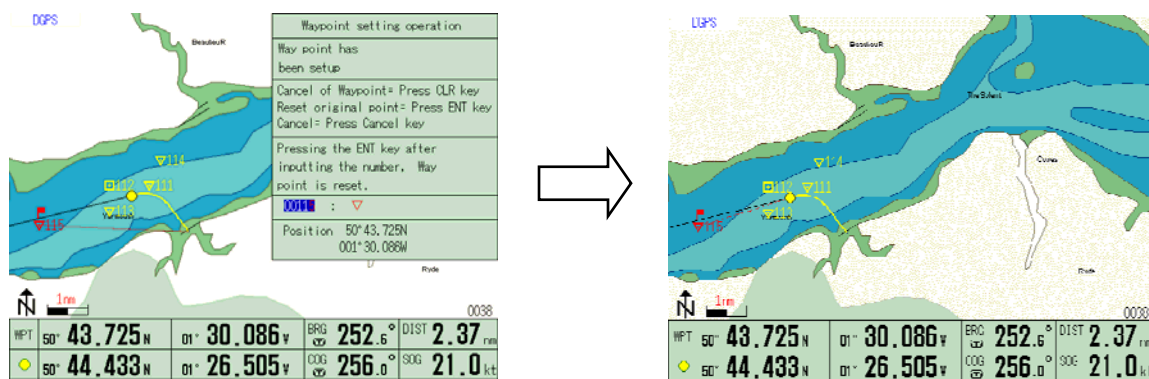 DGPS
BeaulieuR
Waypoint setting operation
Way point has
been setup
Cancel of Waypoint= Press CLR key
Reset original point= Press ENT key
Cancel= Press Cancel key
Pressing the ENT key after
inputting the number. Way
point is reset.
0011 :
Position 50°43.725N
001°30.086W
114
112
111
113
115
Ryde
N
1nm
0038
WPT 50° 43.725 N 01° 30.086 W BRG 252.6° DIST 2.37 nm
50° 44.433 N 01° 26.505 W COG 256.0° SOG 21.0 kt
DGPS
BeaulieuR
The Solent
Cowes
114
112
111
113
115
Ryde
N
1nm
0038
WPT 50° 43.725 N 01° 30.086 W BRG 252.6° DIST 2.37 nm
50° 44.433 N 01° 26.505 W COG 256.0° SOG 21.0 k